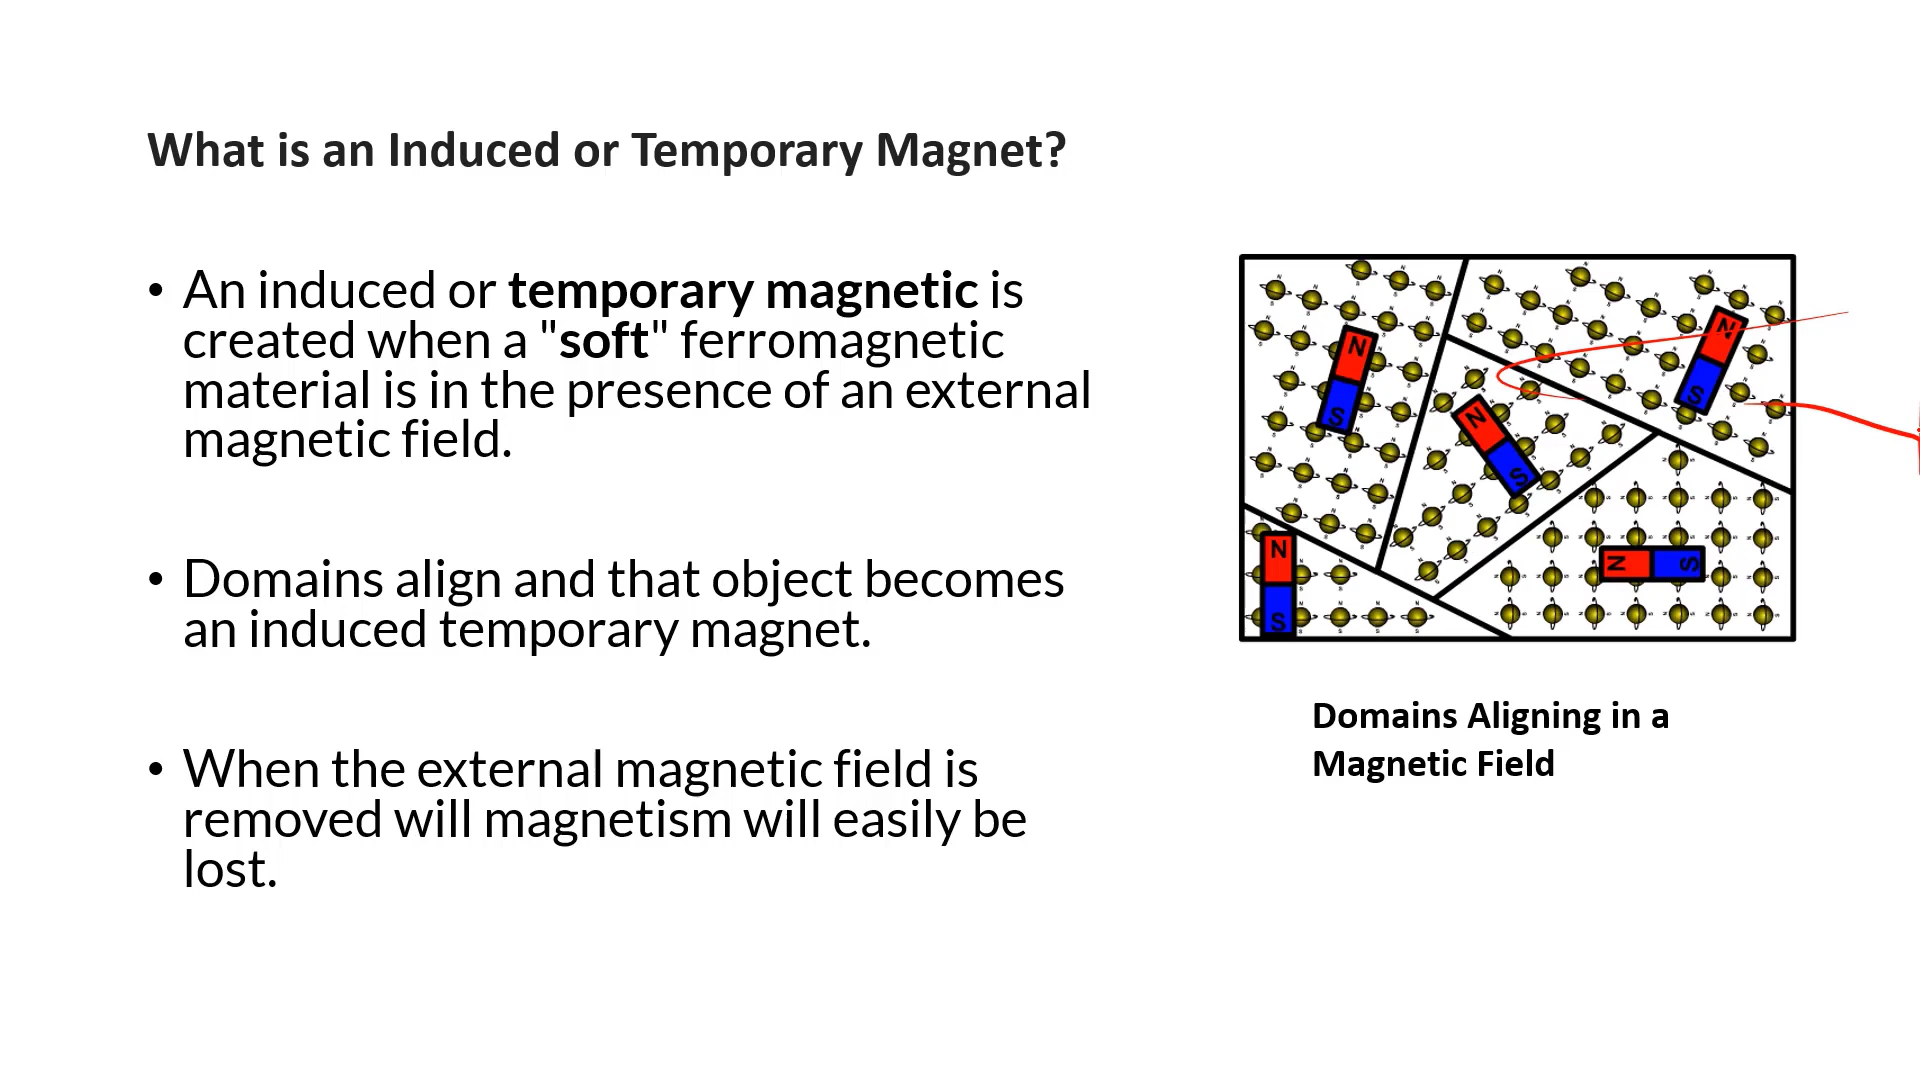 What is an Induced or Temporary Magnet?
• An induced or temporary magnetic is
created when a "soft" ferromagnetic
material is in the presence of an external
magnetic field.
• Domains align and that object becomes
an induced temporary magnet.
• When the external magnetic field is
removed will magnetism will easily be
lost.
N
S
N
S
N
S
N
S
N S
Domains Aligning in a
Magnetic Field